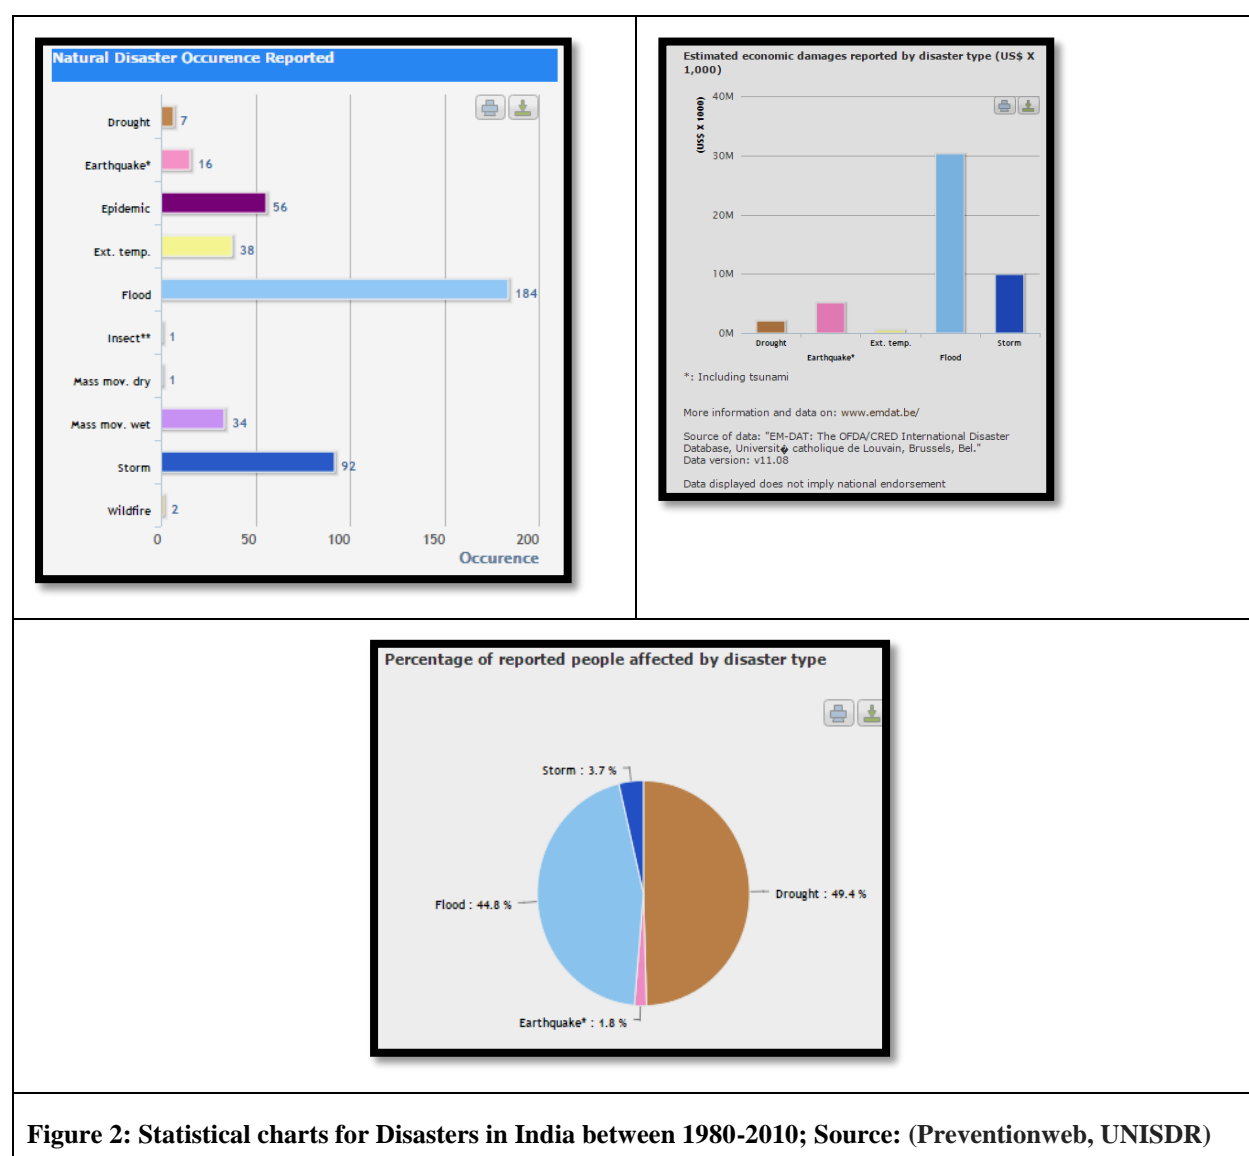 Natural Disaster Occurence Reported
Drought 7
Earthquake* 16
Epidemic 56
Ext. temp. 38
Flood 184
Insect** 1
Mass mov. dry 1
Mass mov. wet 34
Storm 92
Wildfire 2
0 50 100 150 200
Occurence
Estimated economic damages reported by disaster type (US$ X
1,000)
(US$ X 1000)
40M
30M
20M
10M
0M
Drought Ext. temp. Storm
Earthquake* Flood
*: Including tsunami
More information and data on: www.emdat.be/
Source of data: "EM-DAT: The OFDA/CRED International Disaster
Database, Universit� catholique de Louvain, Brussels, Bel."
Data version: v11.08
Data displayed does not imply national endorsement
Percentage of reported people affected by disaster type
Storm : 3.7 %
Drought : 49.4 %
Flood : 44.8 %
Earthquake* : 1.8 %
Figure 2: Statistical charts for Disasters in India between 1980-2010; Source: (Preventionweb, UNISDR)